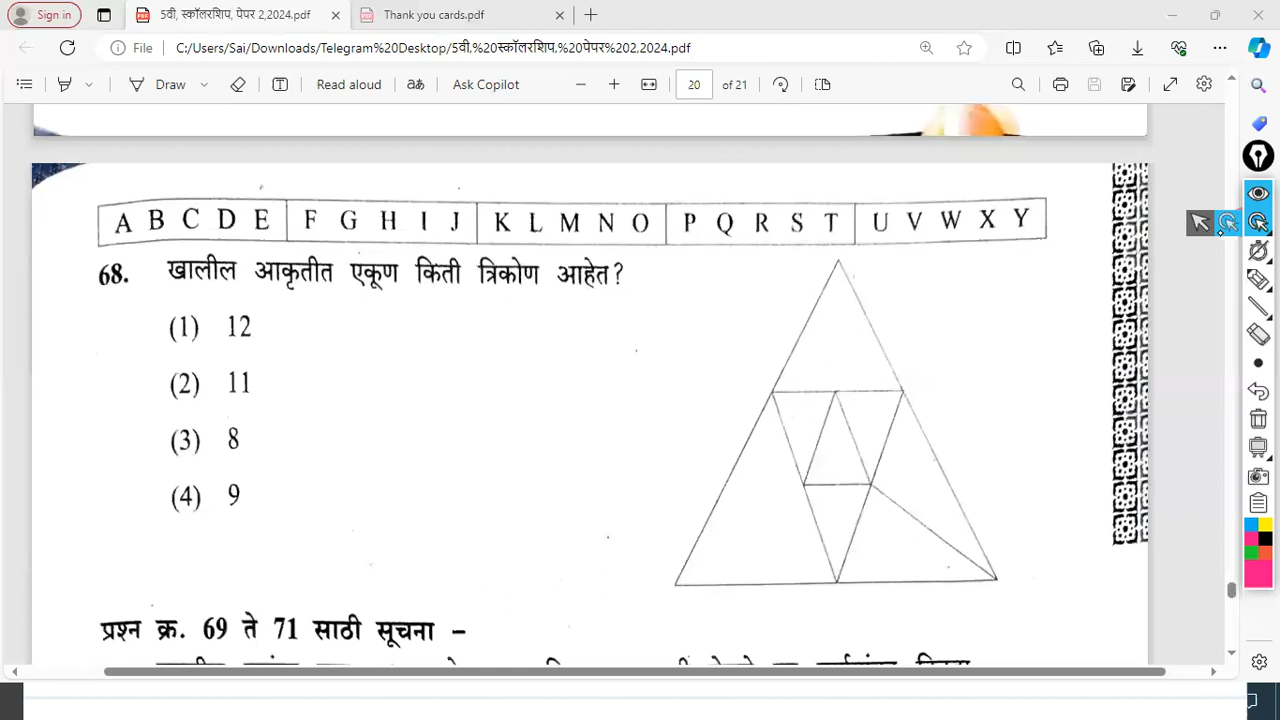 Sign in
5वी, स्कॉलरशिप, पेपर 2,2024.pdf
Thank you cards.pdf
File
C:/Users/Sai/Downloads/Telegram%20Desktop/5वी,%20स्कॉलरशिप,%20पेपर%202,2024.pdf
Draw
Read aloud
aあ
Ask Copilot
20 of 21
A B C D E F G H I J K L M N O P Q R S T U V W X Y
68. खालील आकृतीत एकूण किती त्रिकोण आहेत?
(1) 12
(2) 11
(3) 8
(4) 9
प्रश्न क्र. 69 ते 71 साठी सूचना –